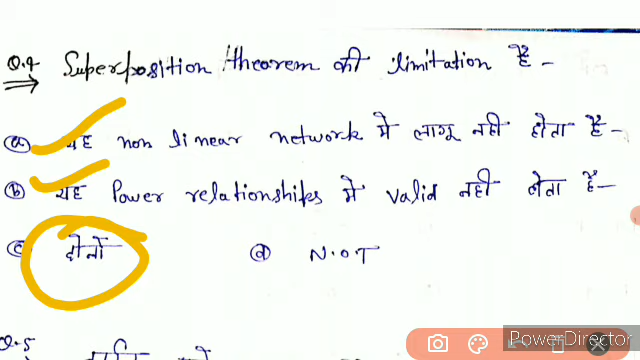 Q.4 Superposition theorem की limitation है -
(a) यह non linear network मे लागू नही होता है -
(b) यह Power relationships मे valid नही होता है -
(c) दोनों (d) N.O.T
Q.5
PowerDirector